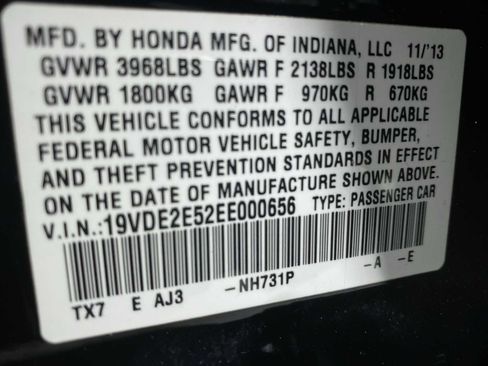 MFD. BY HONDA MFG. OF INDIANA, LLC 11/'13
GVWR 3968LBS GAWR F 2138LBS R 1918LBS
GVWR 1800KG GAWR F 970KG R 670KG
THIS VEHICLE CONFORMS TO ALL APPLICABLE
FEDERAL MOTOR VEHICLE SAFETY, BUMPER,
AND THEFT PREVENTION STANDARDS IN EFFECT
ON THE DATE OF MANUFACTURE SHOWN ABOVE.
V.I.N.:19VDE2E52EE000656 TYPE: PASSENGER CAR
TX7 E AJ3 -NH731P -A -E